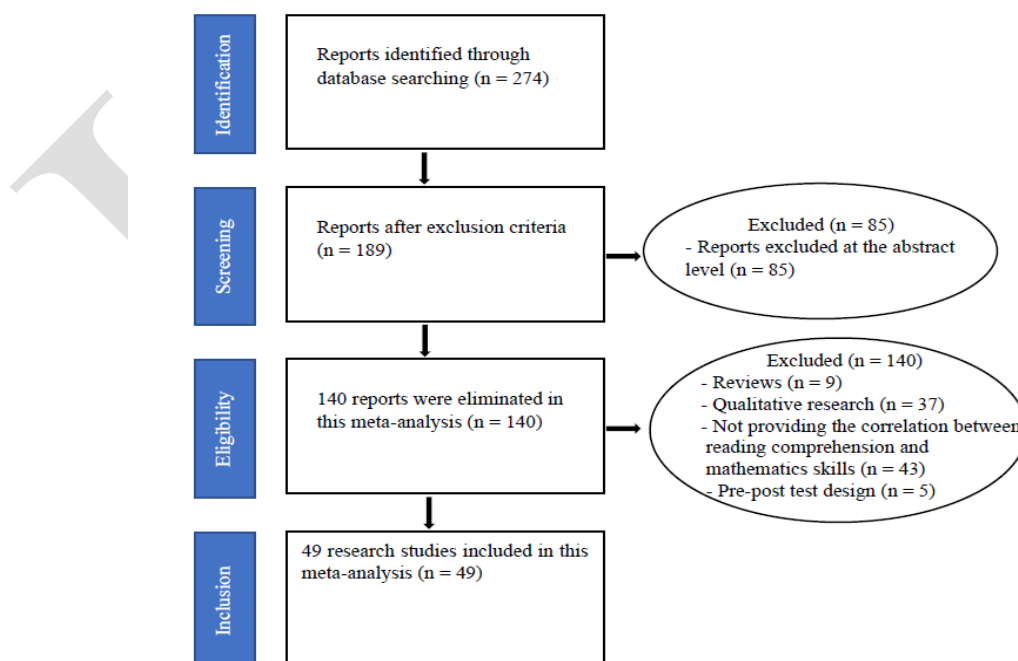 Identification
Reports identified through
database searching (n = 274)
Screening
Reports after exclusion criteria
(n = 189)
Excluded (n = 85)
- Reports excluded at the abstract
level (n = 85)
Eligibility
140 reports were eliminated in
this meta-analysis (n = 140)
Excluded (n = 140)
- Reviews (n = 9)
- Qualitative research (n = 37)
- Not providing the correlation between
reading comprehension and
mathematics skills (n = 43)
- Pre-post test design (n = 5)
Inclusion
49 research studies included in this
meta-analysis (n = 49)